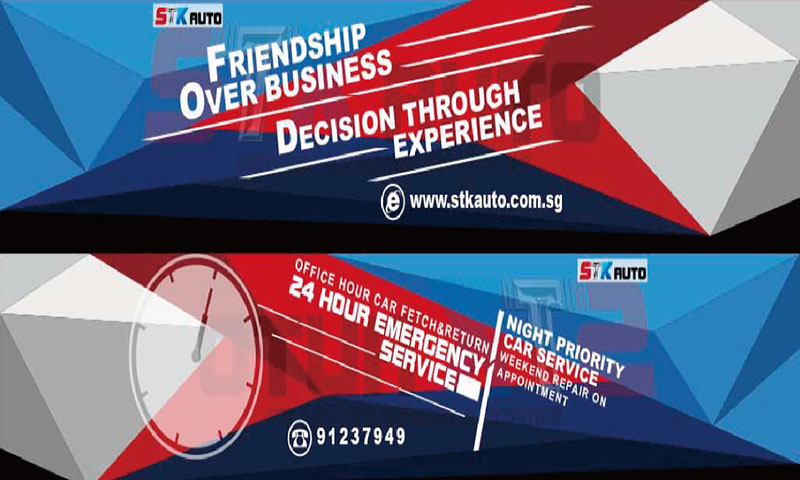 STK AUTO
FRIENDSHIP
OVER BUSINESS
DECISION THROUGH
EXPERIENCE
www.stkauto.com.sg
STK AUTO
OFFICE HOUR CAR FETCH&RETURN
24 HOUR EMERGENCY
SERVICE
NIGHT PRIORITY
CAR SERVICE
WEEKEND REPAIR ON
APPOINTMENT
91237949